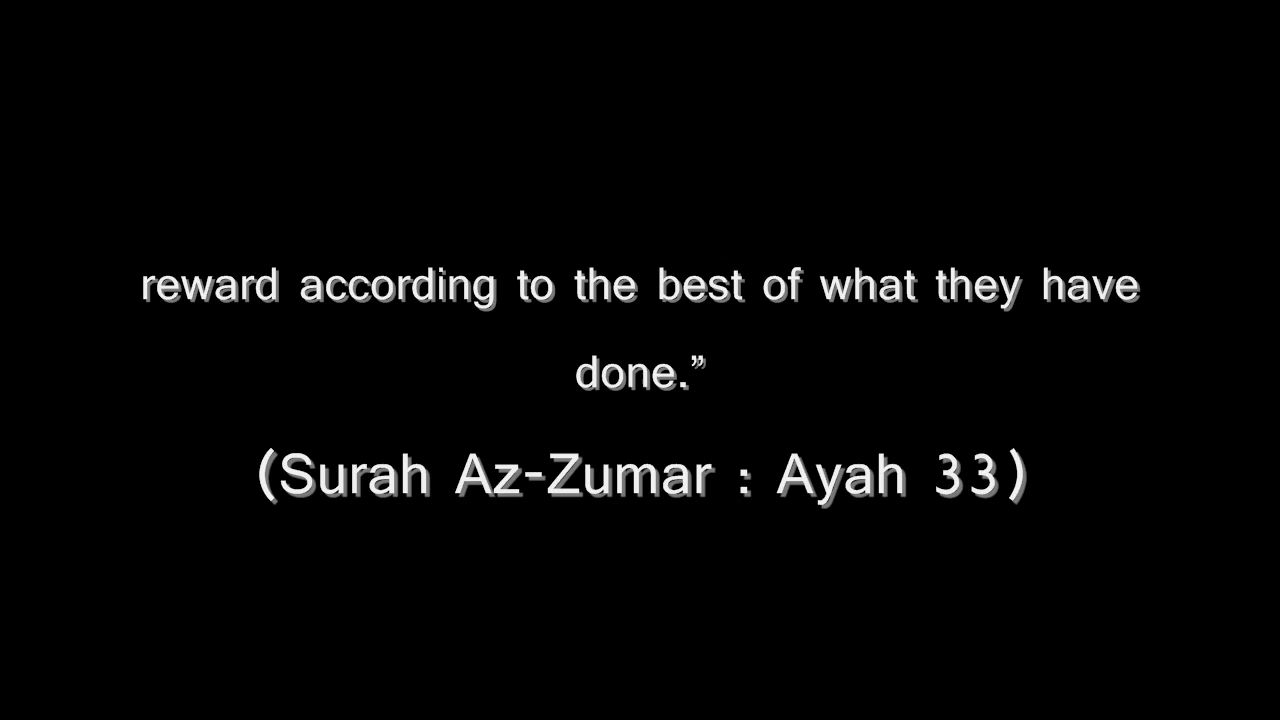 reward according to the best of what they have
done.”
(Surah Az-Zumar : Ayah 33)